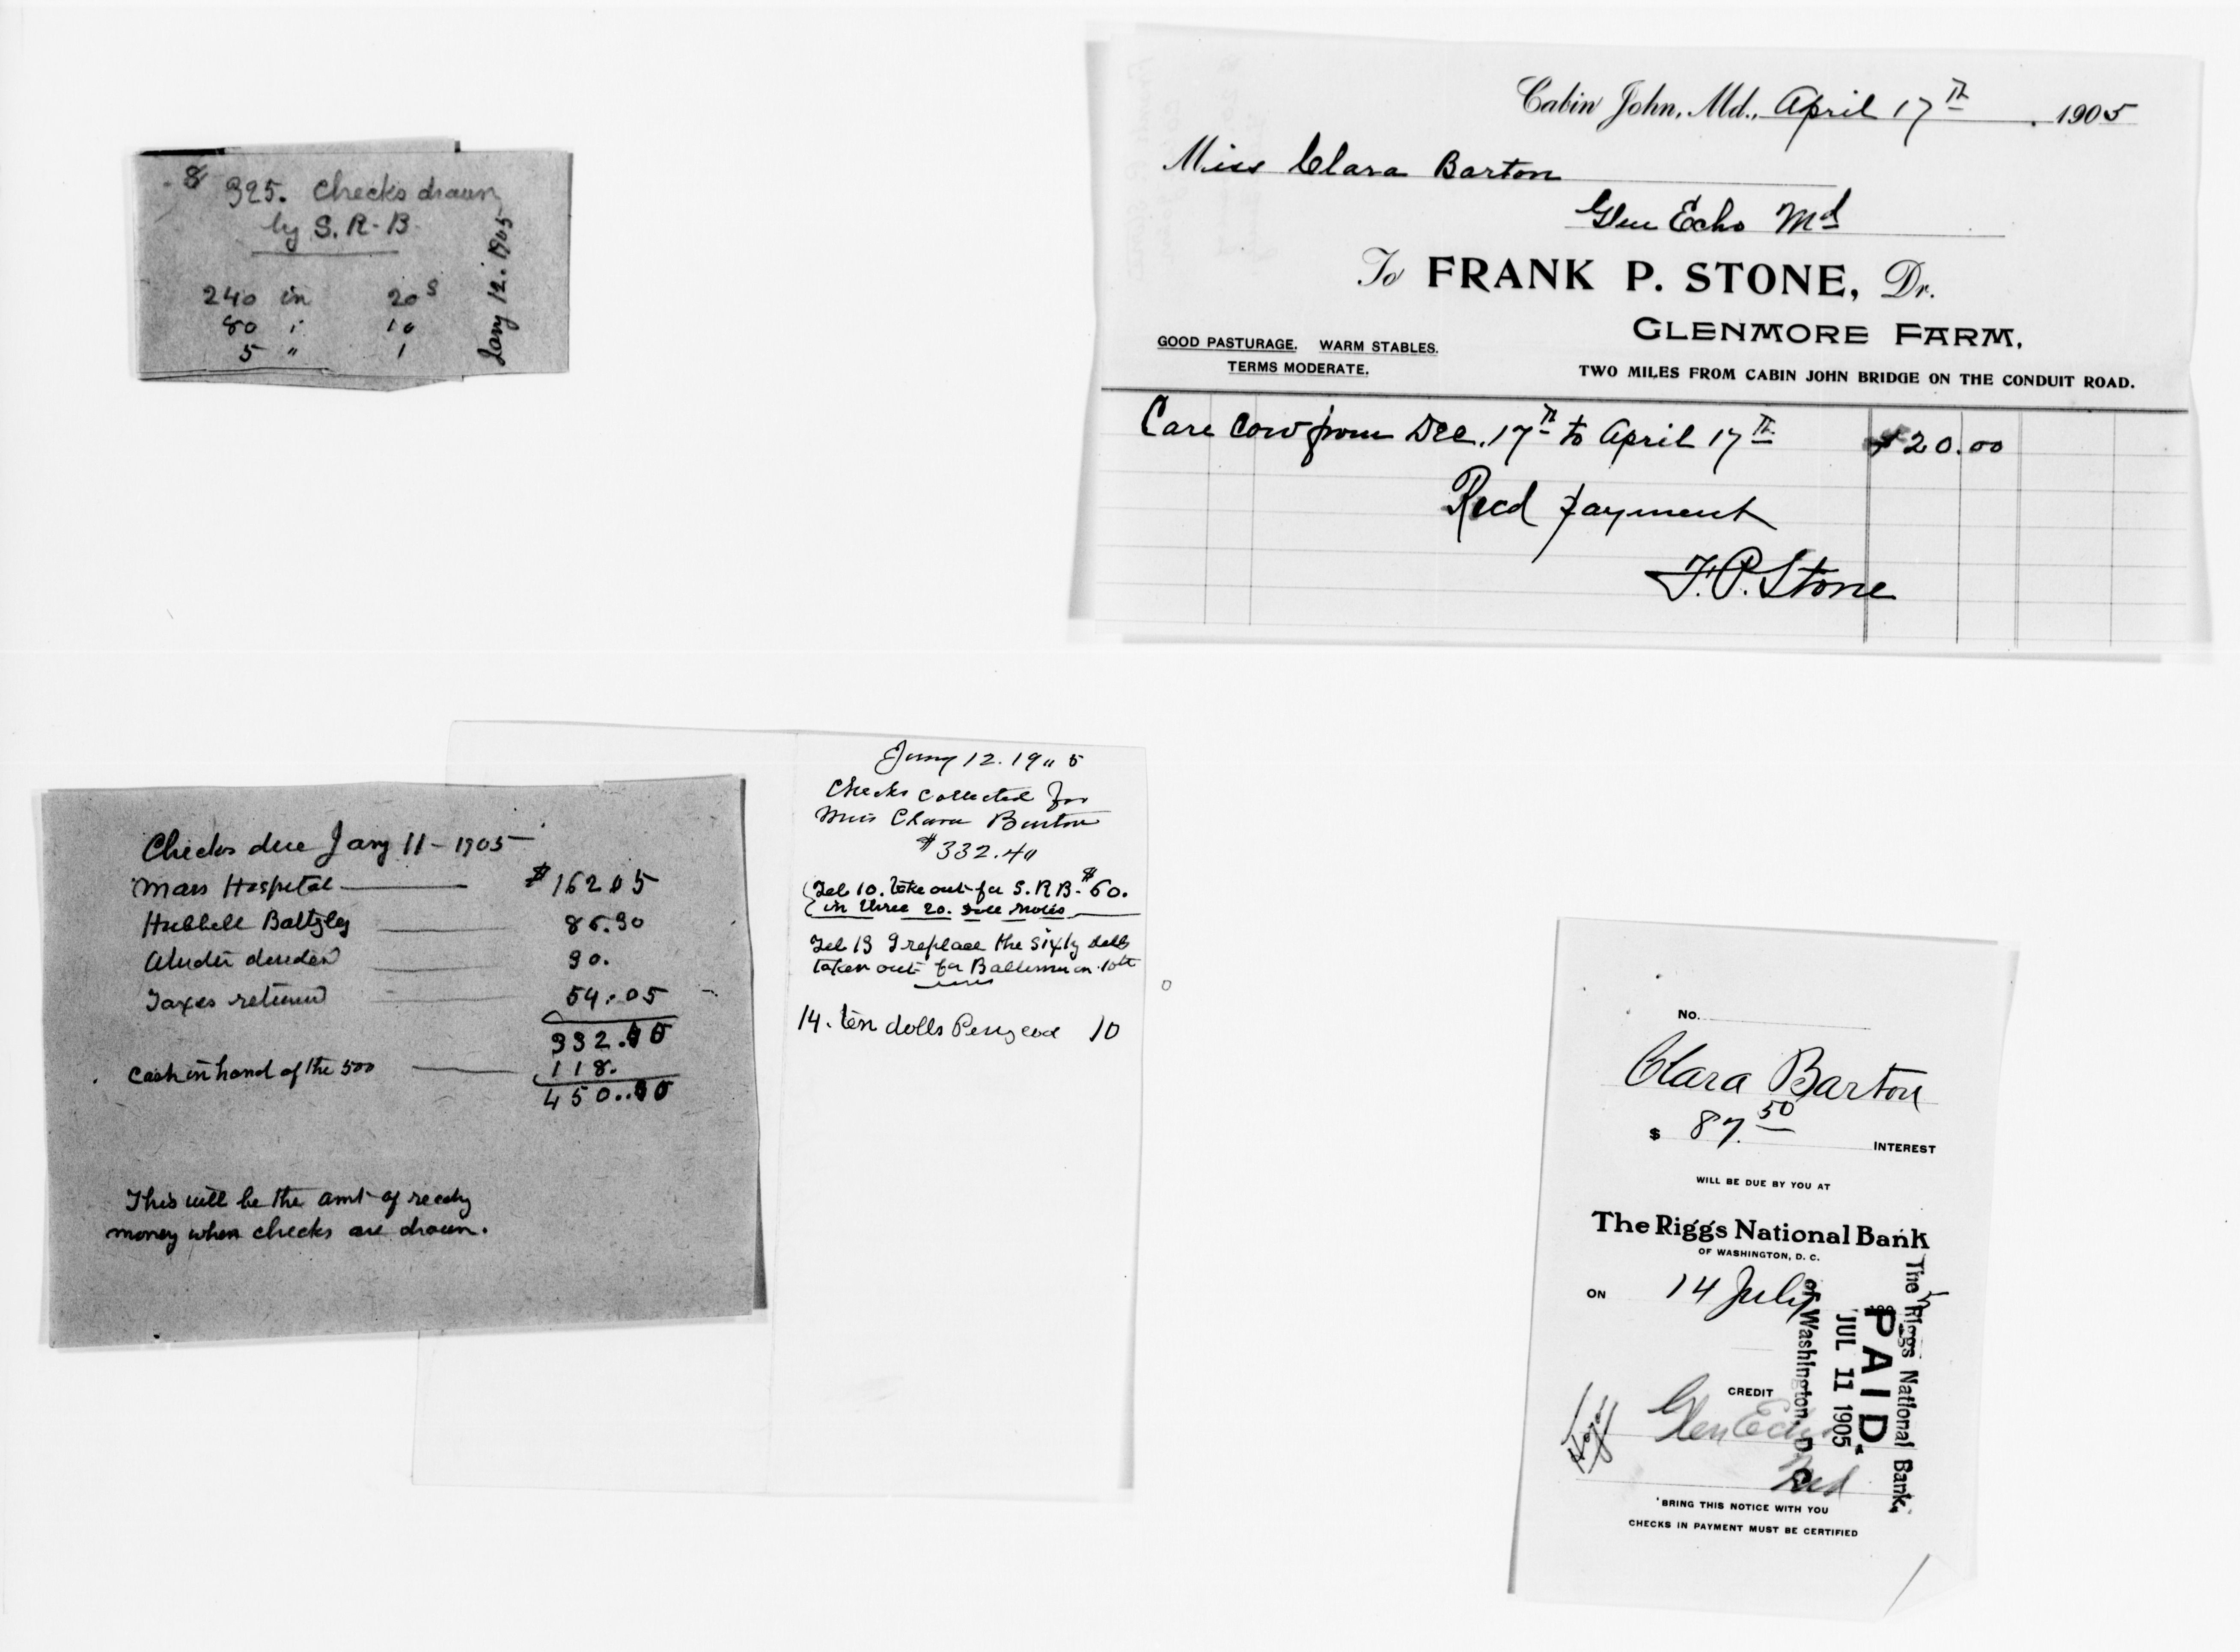 $ 325. Checks drawn
by S. R. B.
240 in 20s
80 " 10
5 " 1
Jany 12. 1905
Cabin John, Md., April 17th 1905
Miss Clara Barton
Glen Echo Md
To FRANK P. STONE, Dr.
GLENMORE FARM.
GOOD PASTURAGE. WARM STABLES.
TERMS MODERATE.
TWO MILES FROM CABIN JOHN BRIDGE ON THE CONDUIT ROAD.
Care Cow from Dec. 17th to April 17th $20.00
Recd payment
F. P. Stone
Checks due Jany 11 - 1905
Mass Hospital $162.05
Hubbell Baltzley 86.30
30.
Taxes returned 54.05
332.40
Cash in hand of the 500 118.
450.
This will be the amt of ready
money when checks are drawn.
Jany 12. 1905
Checks collected for
Miss Clara Barton
$332.40
Feb 10. take out for S. R. B. $60.
in three 20. doll notes
Feb 13 I replace the sixty dolls
taken out for on 10th
14. ten dolls 10
No.
Clara Barton
$ 87.50 INTEREST
WILL BE DUE BY YOU AT
The Riggs National Bank
OF WASHINGTON, D. C.
ON 14 July 5
CREDIT
Glen Echo
Md
The Riggs National Bank,
PAID.
JUL 11 1905
of Washington, D. C.
BRING THIS NOTICE WITH YOU
CHECKS IN PAYMENT MUST BE CERTIFIED